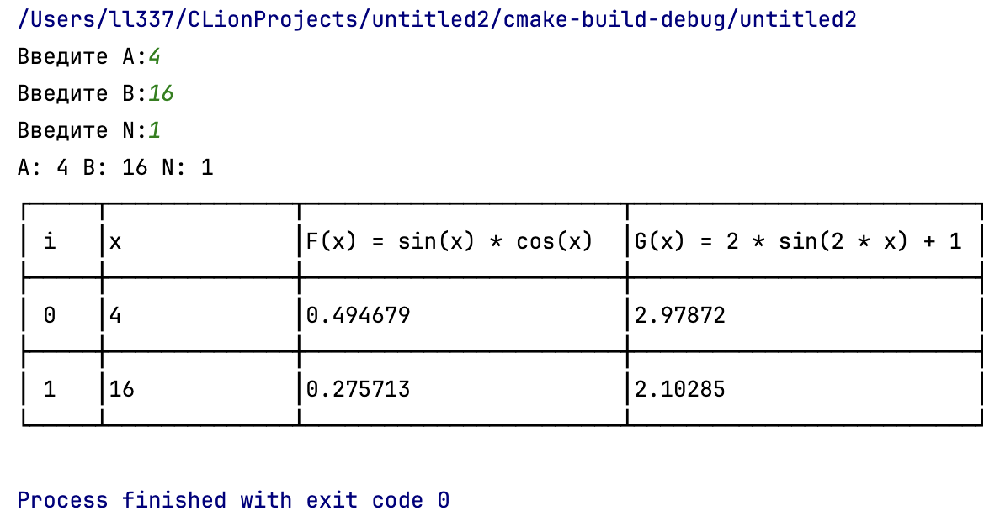 /Users/ll337/CLionProjects/untitled2/cmake-build-debug/untitled2
Введите A:4
Введите B:16
Введите N:1
A: 4 B: 16 N: 1
i x F(x) = sin(x) * cos(x) G(x) = 2 * sin(2 * x) + 1
0 4 0.494679 2.97872
1 16 0.275713 2.10285
Process finished with exit code 0